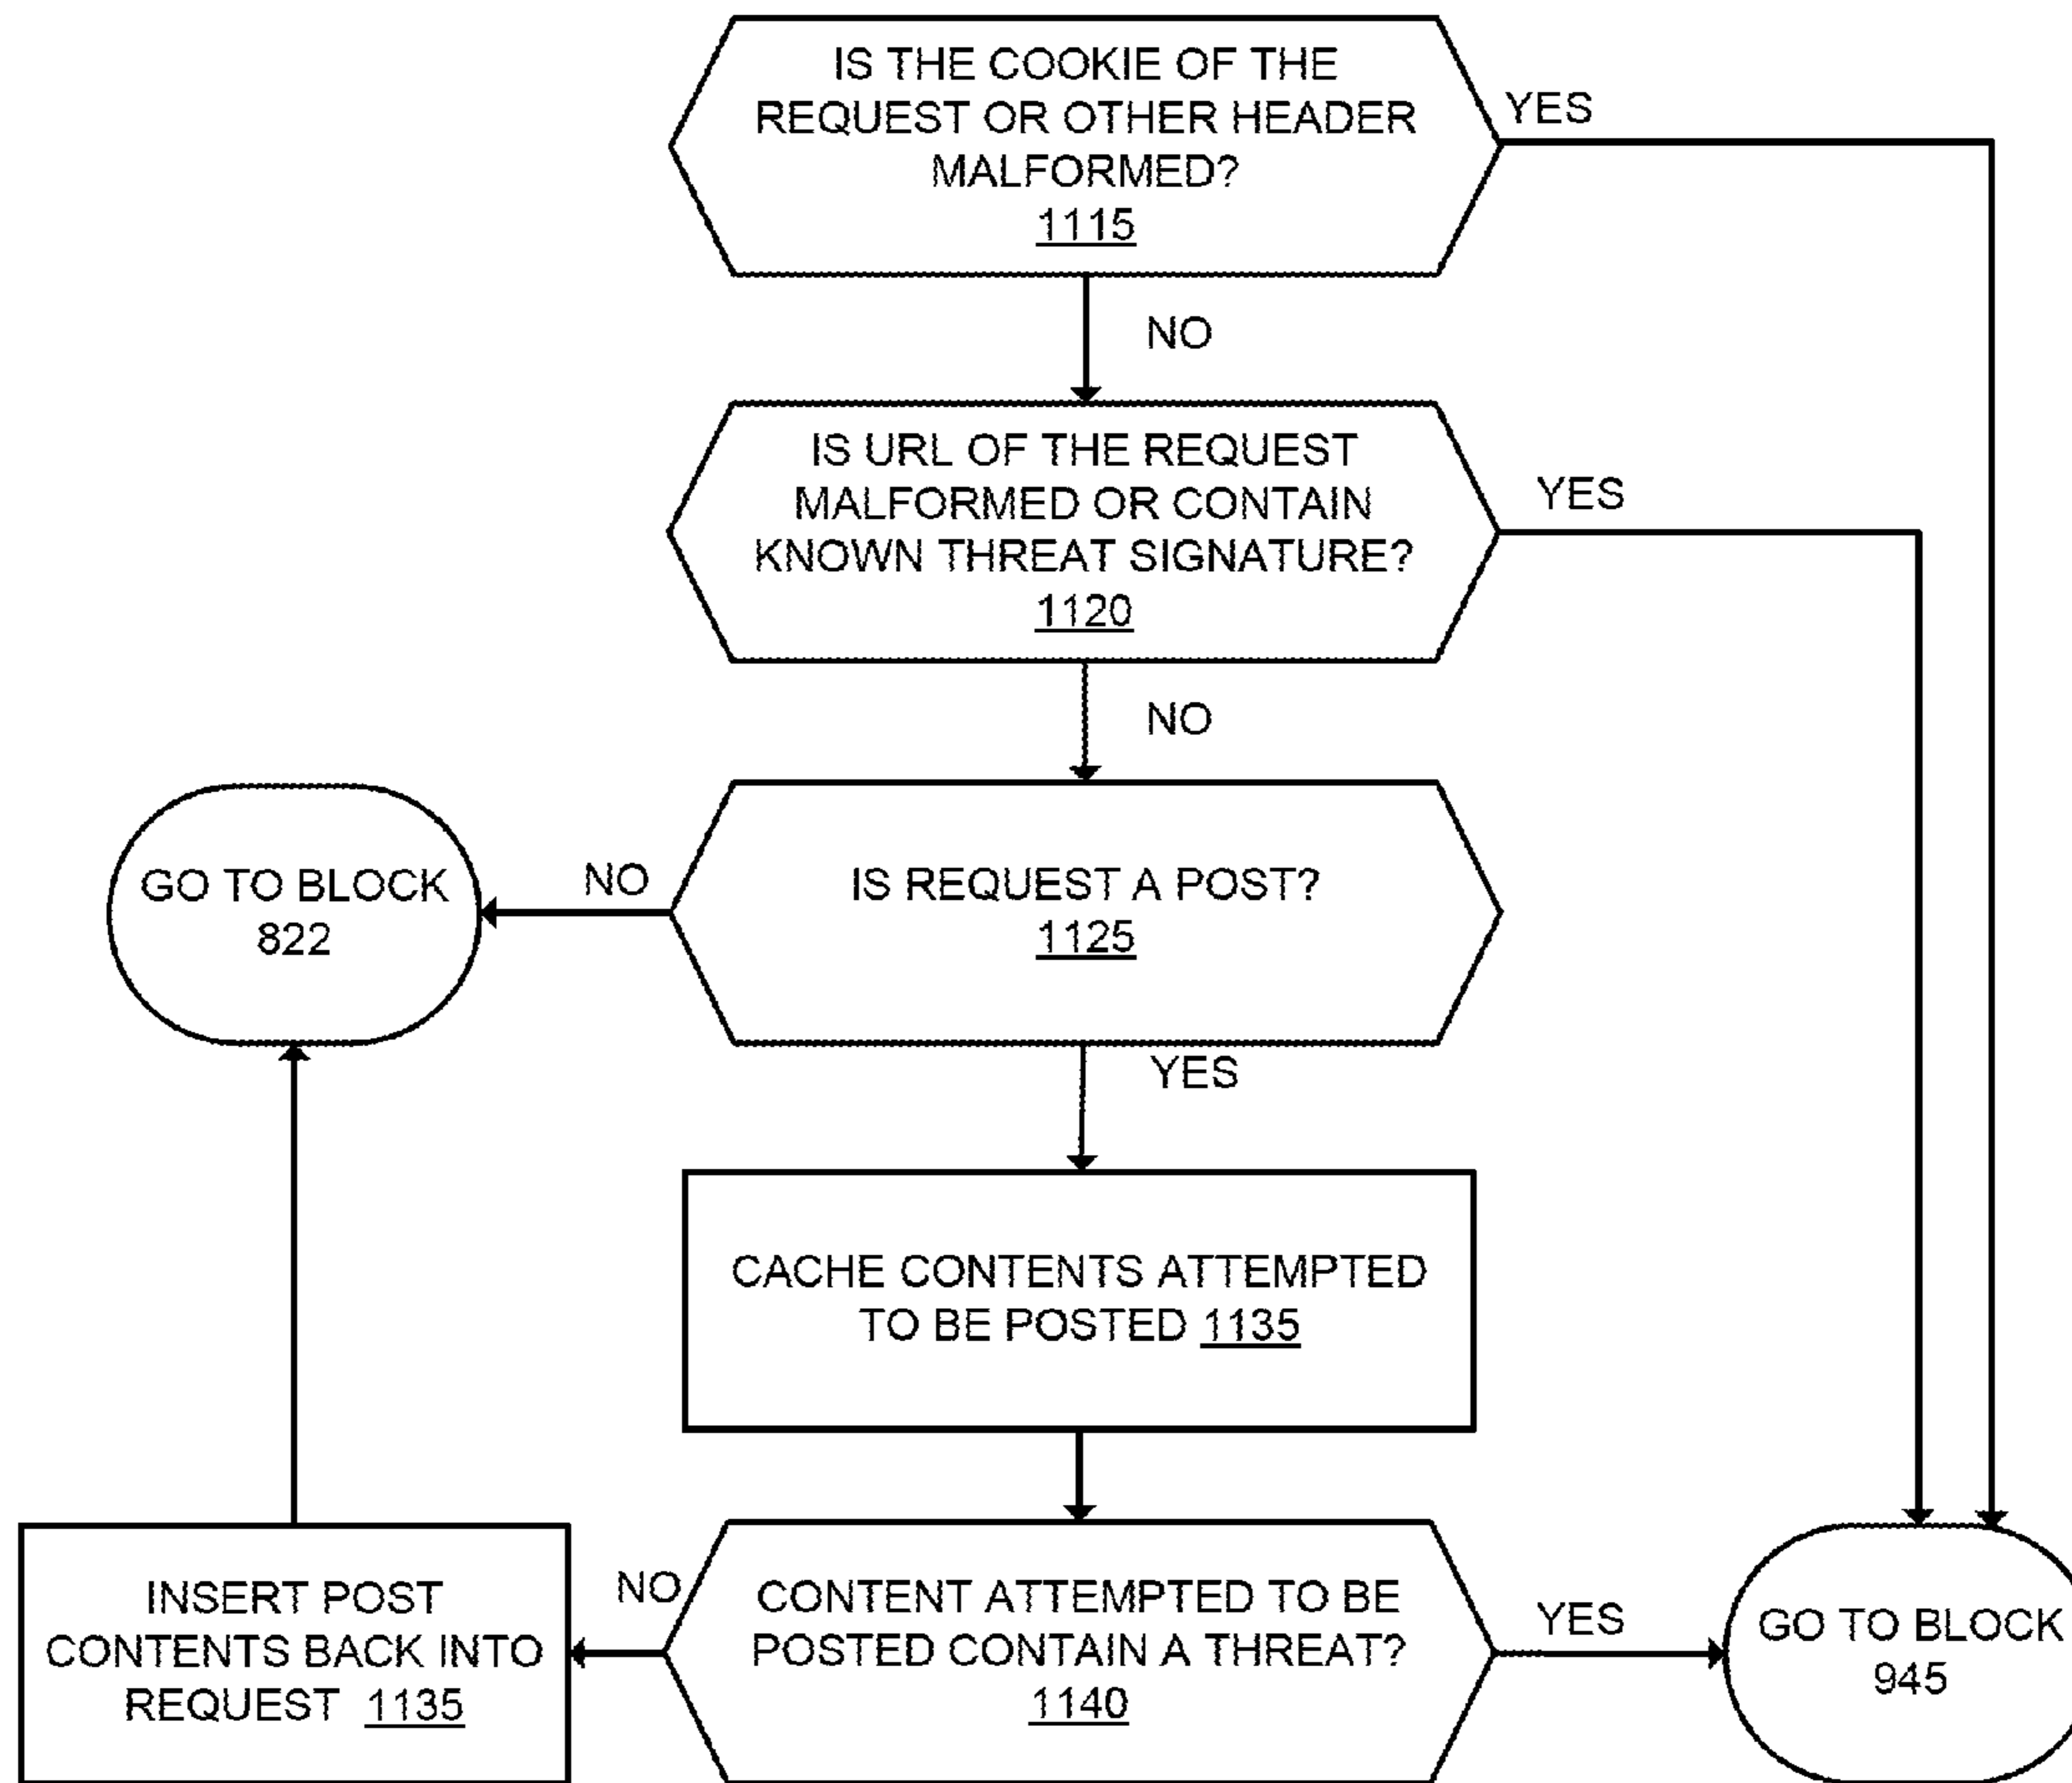 IS THE COOKIE OF THE
REQUEST OR OTHER HEADER
MALFORMED?
1115
YES
NO
IS URL OF THE REQUEST
MALFORMED OR CONTAIN
KNOWN THREAT SIGNATURE?
1120
YES
NO
GO TO BLOCK
822
NO
IS REQUEST A POST?
1125
YES
CACHE CONTENTS ATTEMPTED
TO BE POSTED 1135
INSERT POST
CONTENTS BACK INTO
REQUEST 1135
NO
CONTENT ATTEMPTED TO BE
POSTED CONTAIN A THREAT?
1140
YES
GO TO BLOCK
945